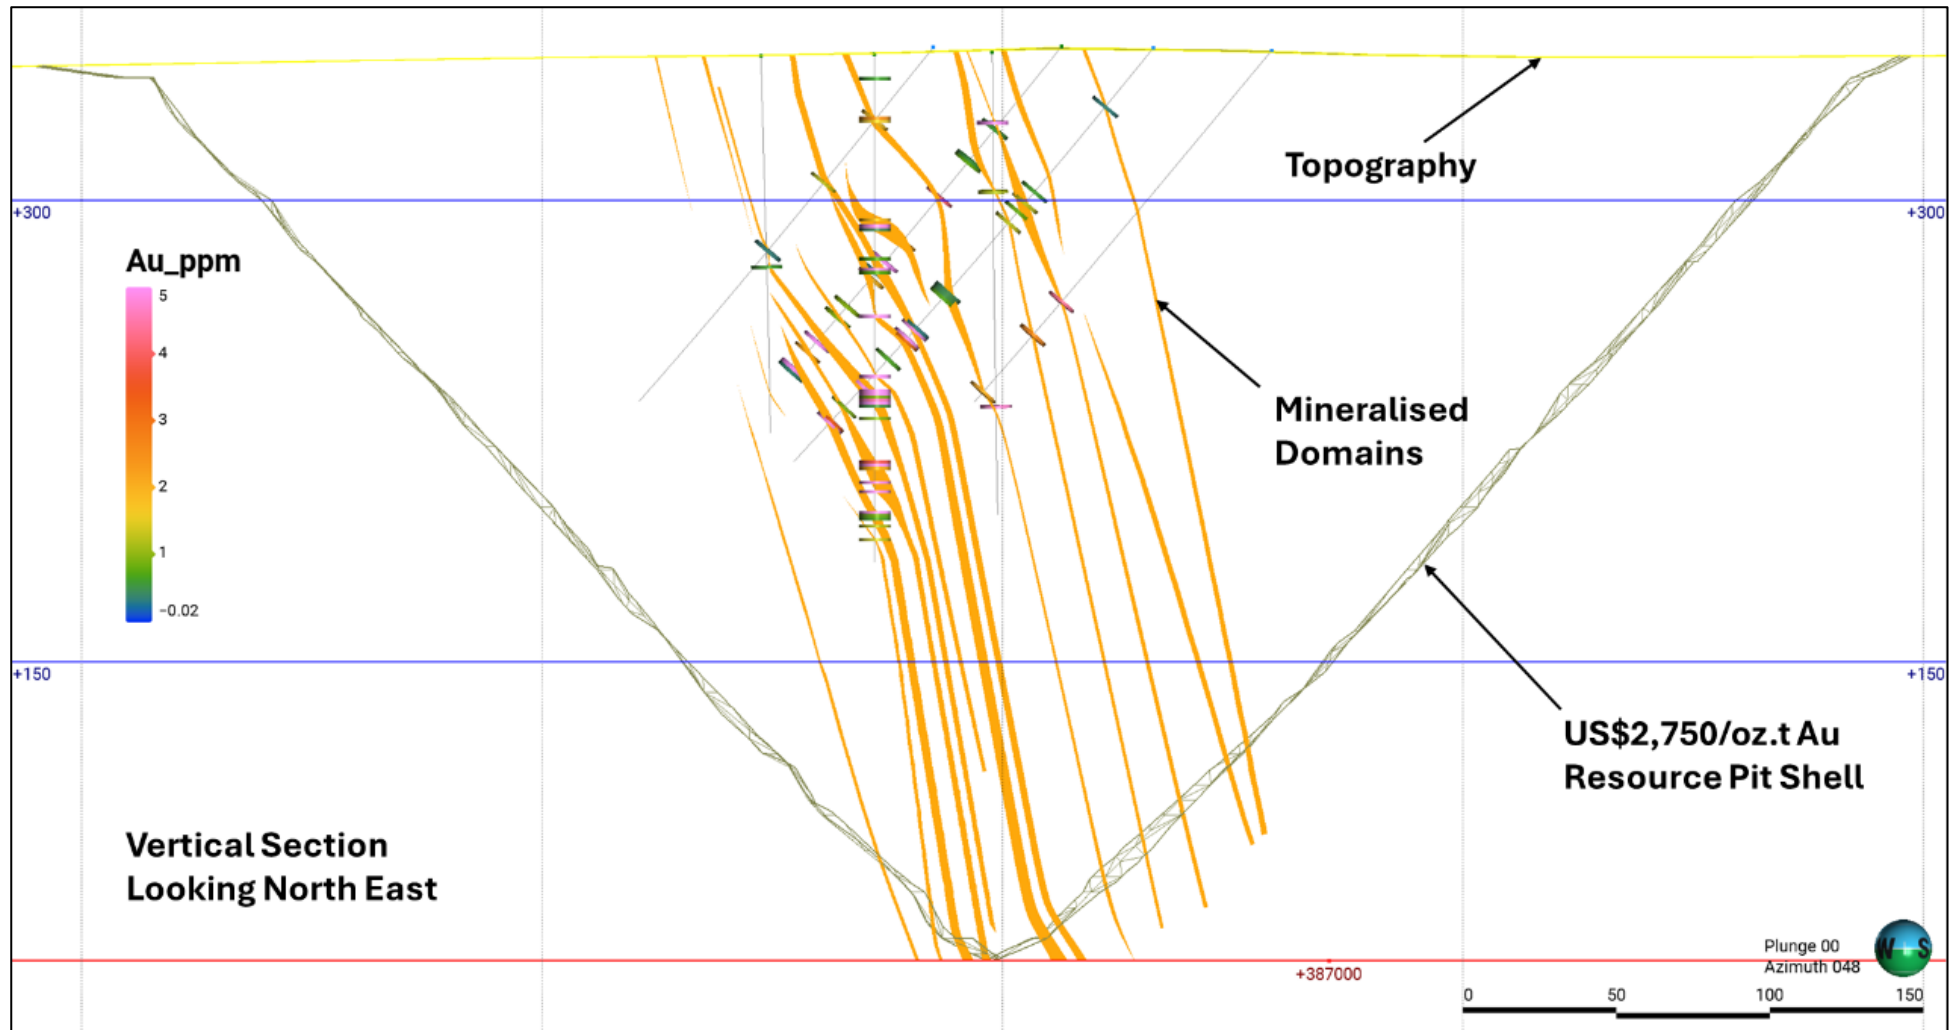 Topography
+300
+300
Au_ppm
5
4
3
2
1
−0.02
Mineralised
Domains
+150
+150
US$2,750/oz.t Au
Resource Pit Shell
Vertical Section
Looking North East
Plunge 00
Azimuth 048
W S
+387000
0 50 100 150